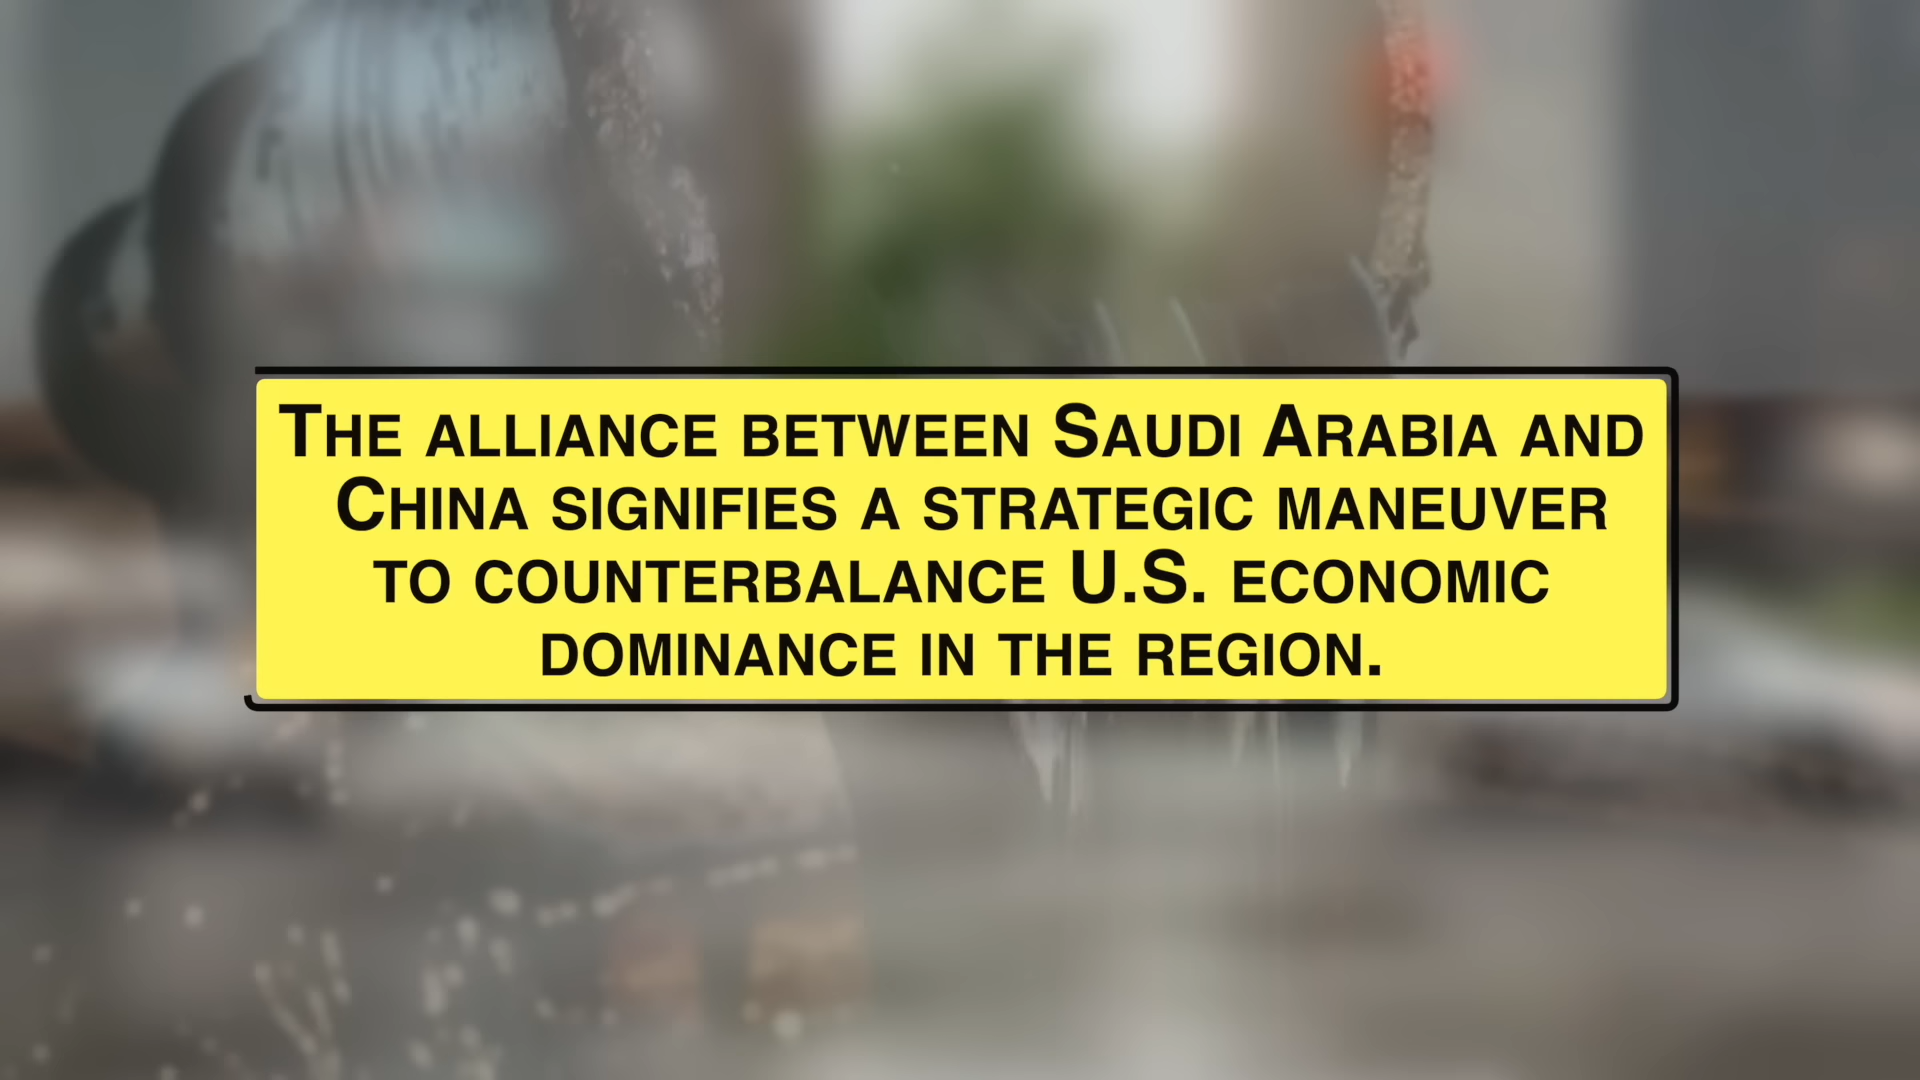 The alliance between Saudi Arabia and
China signifies a strategic maneuver
to counterbalance U.S. economic
dominance in the region.